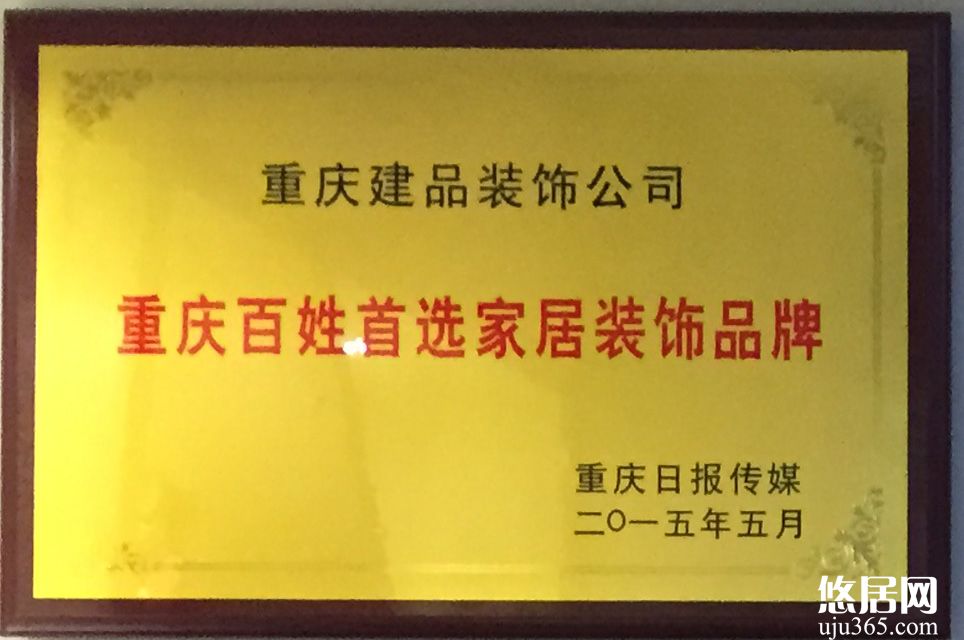 重庆建品装饰公司
重庆百姓首选家居装饰品牌
重庆日报传媒
二〇一五年五月
悠居网
uju365.com